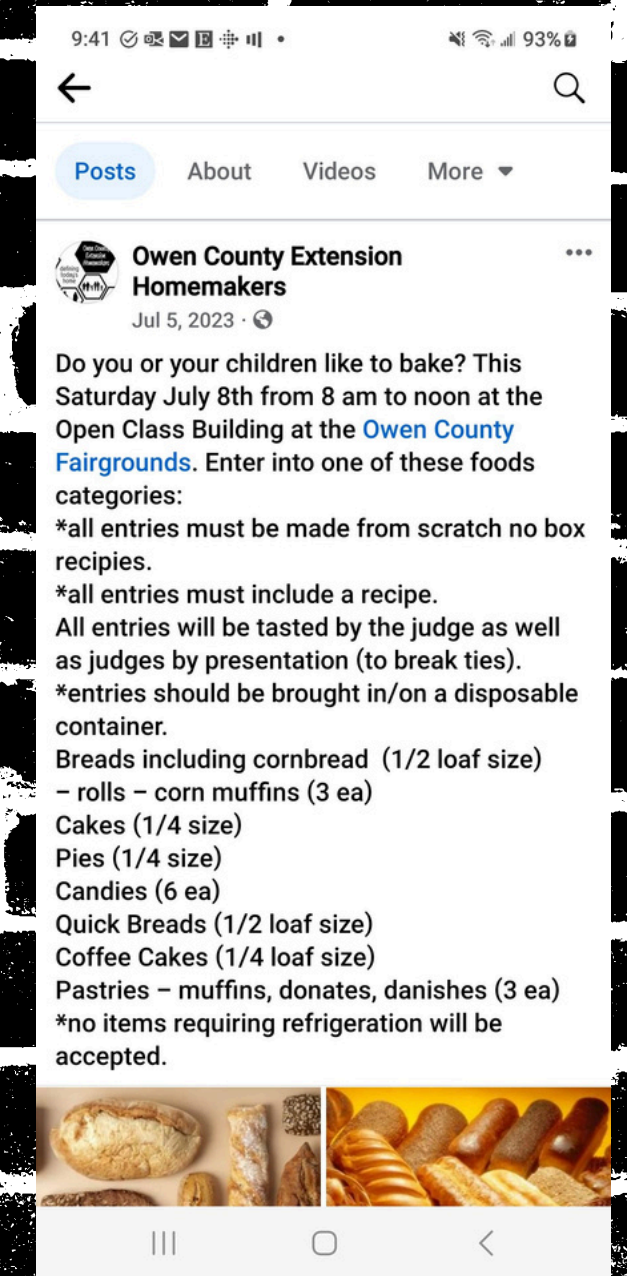 9:41 93%
Posts About Videos More
Owen County Extension
Homemakers
Jul 5, 2023 ·
Do you or your children like to bake? This
Saturday July 8th from 8 am to noon at the
Open Class Building at the Owen County
Fairgrounds. Enter into one of these foods
categories:
*all entries must be made from scratch no box
recipies.
*all entries must include a recipe.
All entries will be tasted by the judge as well
as judges by presentation (to break ties).
*entries should be brought in/on a disposable
container.
Breads including cornbread (1/2 loaf size)
– rolls – corn muffins (3 ea)
Cakes (1/4 size)
Pies (1/4 size)
Candies (6 ea)
Quick Breads (1/2 loaf size)
Coffee Cakes (1/4 loaf size)
Pastries – muffins, donates, danishes (3 ea)
*no items requiring refrigeration will be
accepted.